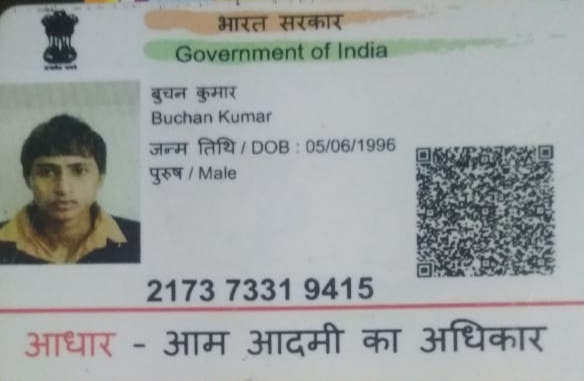 भारत सरकार
Government of India
बुचन कुमार
Buchan Kumar
जन्म तिथि / DOB : 05/06/1996
पुरुष / Male
2173 7331 9415
आधार - आम आदमी का अधिकार